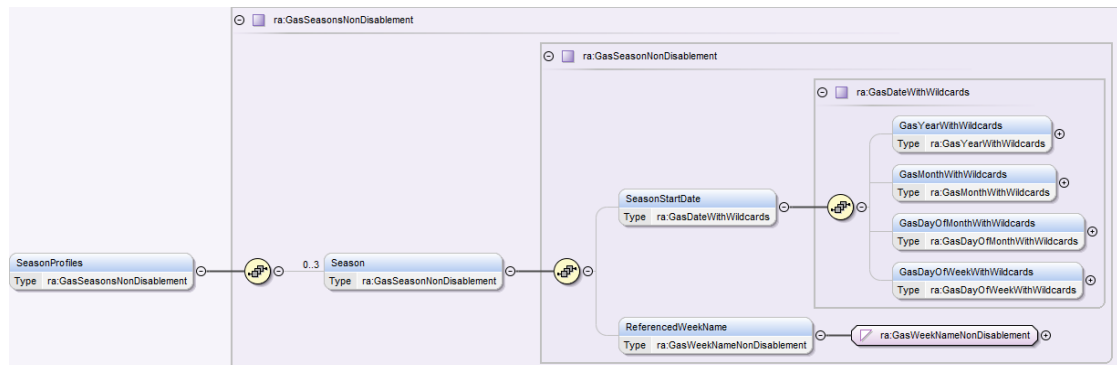 ra:GasSeasonsNonDisablement
ra:GasSeasonNonDisablement
ra:GasDateWithWildcards
GasYearWithWildcards
Type ra:GasYearWithWildcards
GasMonthWithWildcards
Type ra:GasMonthWithWildcards
SeasonStartDate
Type ra:GasDateWithWildcards
GasDayOfMonthWithWildcards
Type ra:GasDayOfMonthWithWildcards
SeasonProfiles
Type ra:GasSeasonsNonDisablement
0..3
Season
Type ra:GasSeasonNonDisablement
GasDayOfWeekWithWildcards
Type ra:GasDayOfWeekWithWildcards
ReferencedWeekName
Type ra:GasWeekNameNonDisablement
ra:GasWeekNameNonDisablement